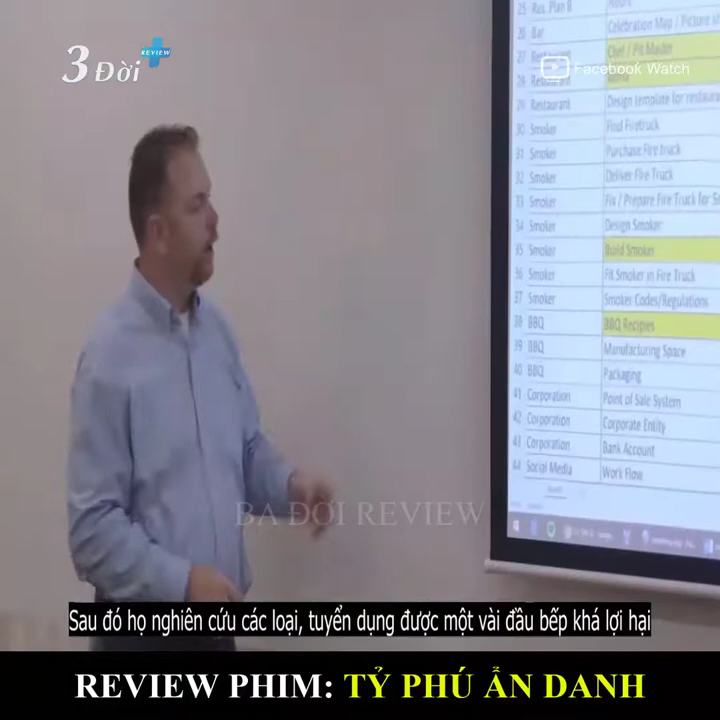 3 Đời
REVIEW
Facebook Watch
25 Res. Plan B
26 Bar Celebration Map / Picture
27 Restaurant Chef / Pit Master
28 Restaurant
29 Restaurant Design template for restaurant
30 Smoker Find Firetruck
31 Smoker Purchase Fire truck
32 Smoker Deliver Fire Truck
33 Smoker Fix / Prepare Fire Truck for
34 Smoker Design Smoker
35 Smoker Build Smoker
36 Smoker Fit Smoker in Fire Truck
37 Smoker Smoker Codes/Regulations
38 BBQ BBQ Recipies
39 BBQ Manufacturing Space
40 BBQ Packaging
41 Corporation Point of Sale System
42 Corporation Corporate Entity
43 Corporation Bank Account
44 Social Media Work Flow
BA ĐỜI REVIEW
Sau đó họ nghiên cứu các loại, tuyển dụng được một vài đầu bếp khá lợi hại
REVIEW PHIM: TỶ PHÚ ẨN DANH